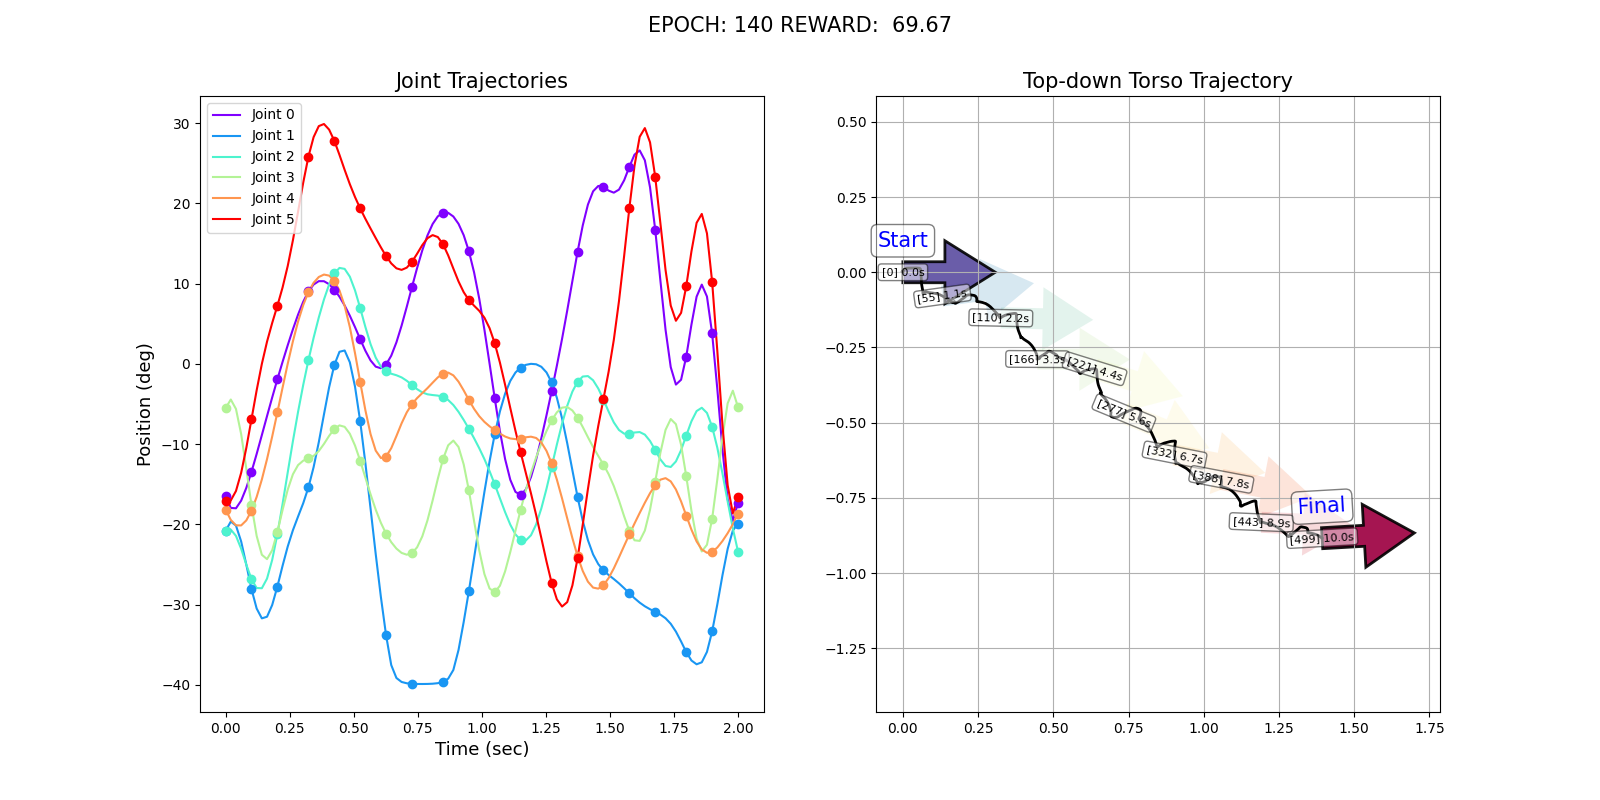 EPOCH: 140 REWARD:  69.67
Joint Trajectories
Joint 0
Joint 1
Joint 2
Joint 3
Joint 4
Joint 5
30
20
10
0
−10
−20
−30
−40
Position (deg)
0.00 0.25 0.50 0.75 1.00 1.25 1.50 1.75 2.00
Time (sec)
Top-down Torso Trajectory
0.50
0.25
0.00
−0.25
−0.50
−0.75
−1.00
−1.25
Start
[0] 0.0s
[55] 1.1s
[110] 2.2s
[166] 3.3s
[221] 4.4s
[277] 5.6s
[332] 6.7s
[388] 7.8s
[443] 8.9s
Final
[499] 10.0s
0.00 0.25 0.50 0.75 1.00 1.25 1.50 1.75